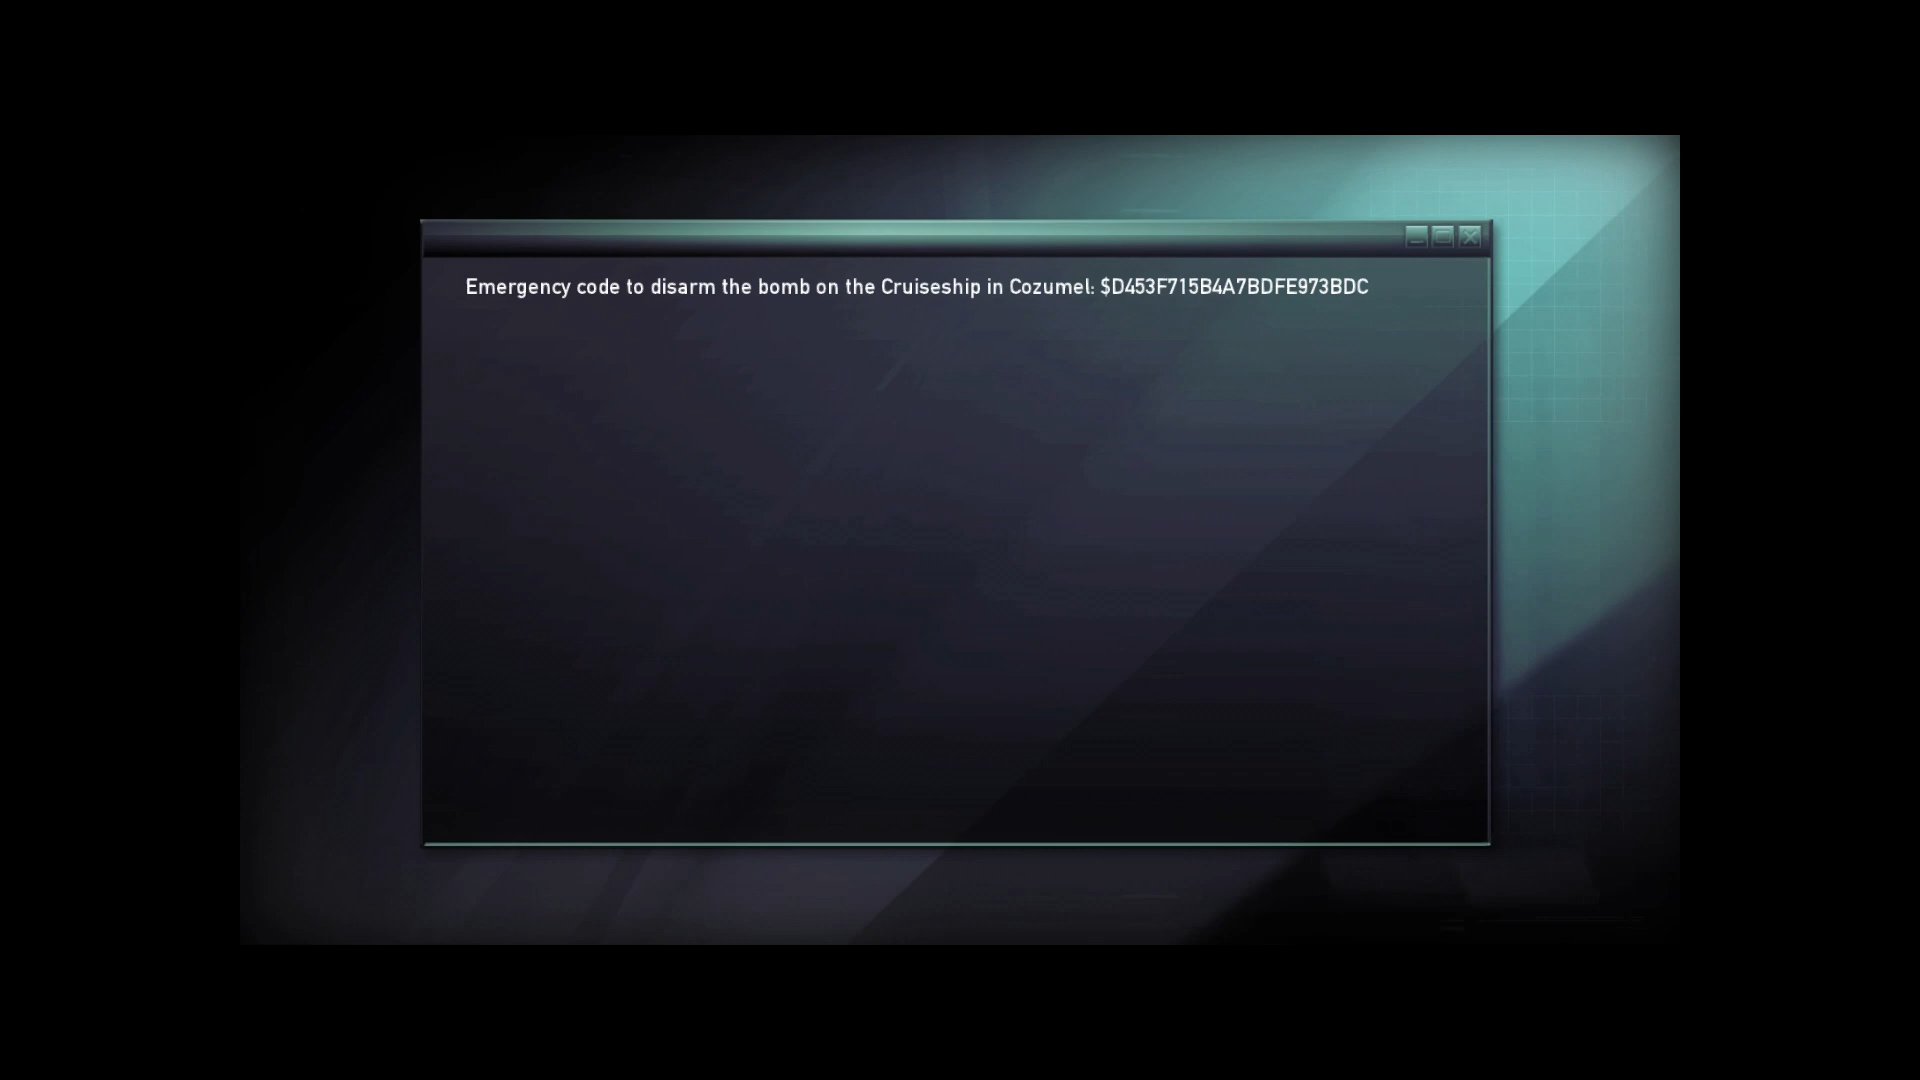 Emergency code to disarm the bomb on the Cruiseship in Cozumel: $D453F715B4A7BDFE973BDC